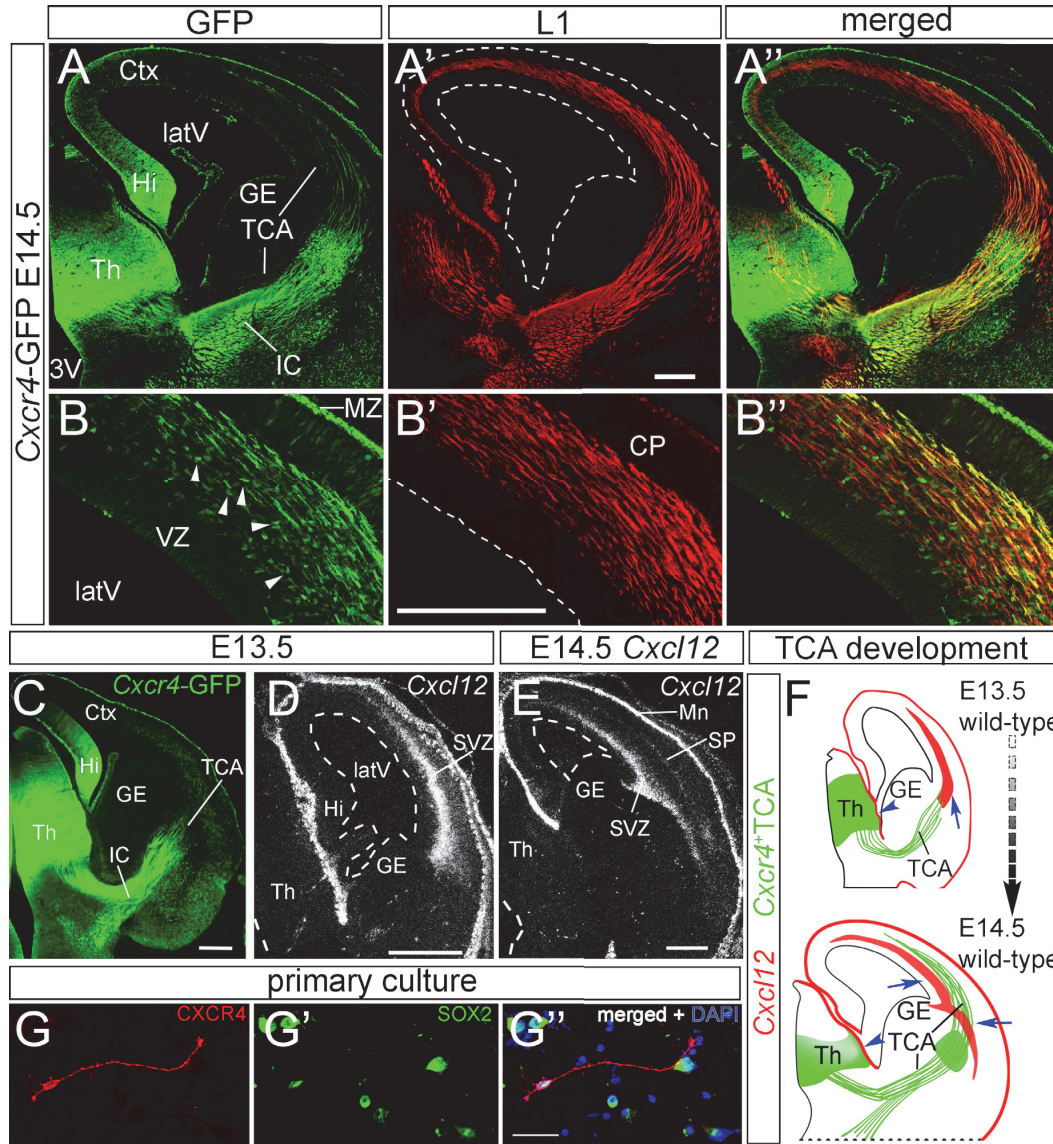 GFP
L1
merged
Cxcr4-GFP E14.5
A
Ctx
latV
Hi
GE
TCA
Th
IC
3V
A'
A''
B
MZ
VZ
latV
B'
CP
B''
E13.5
E14.5 Cxcl12
TCA development
C
Cxcr4-GFP
Ctx
Hi
GE
TCA
Th
IC
D
Cxcl12
SVZ
latV
Hi
GE
Th
E
Cxcl12
Mn
SP
GE
SVZ
Th
Cxcr4+TCA
Cxcl12
F
E13.5
wild-type
GE
Th
TCA
E14.5
wild-type
GE
TCA
Th
primary culture
G
CXCR4
G'
SOX2
G''
merged + DAPI